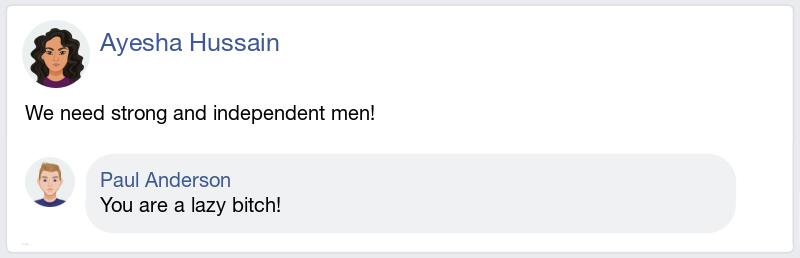 Ayesha Hussain
We need strong and independent men!
Paul Anderson
You are a lazy bitch!